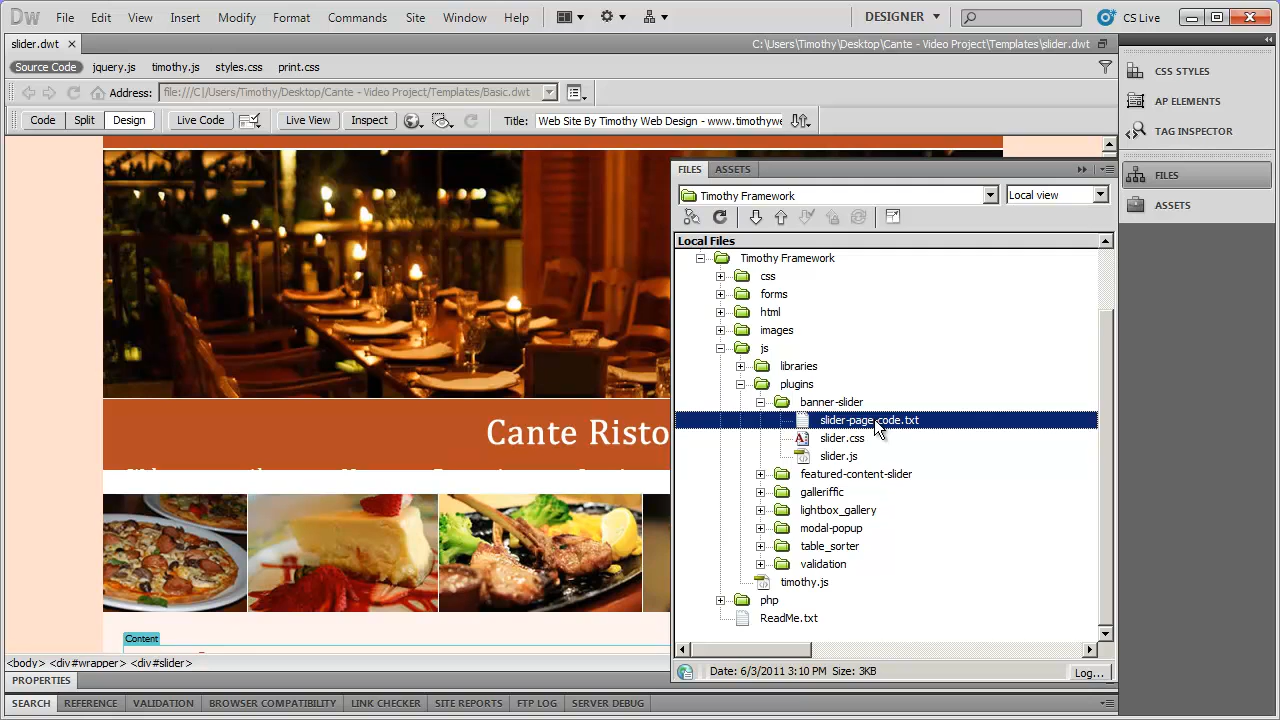 Dw File Edit View Insert Modify Format Commands Site Window Help DESIGNER CS Live
slider.dwt C:\Users\Timothy\Desktop\Cante - Video Project\Templates\slider.dwt
Source Code jquery.js timothy.js styles.css print.css
Address: file:///C|/Users/Timothy/Desktop/Cante - Video Project/Templates/Basic.dwt
Code Split Design Live Code Live View Inspect Title: Web Site By Timothy Web Design - www.timothywe
CSS STYLES
AP ELEMENTS
TAG INSPECTOR
FILES
ASSETS
FILES ASSETS
Timothy Framework Local view
Local Files
Timothy Framework
css
forms
html
images
js
libraries
plugins
banner-slider
slider-page-code.txt
slider.css
slider.js
featured-content-slider
galleriffic
lightbox_gallery
modal-popup
table_sorter
validation
timothy.js
php
ReadMe.txt
Date: 6/3/2011 3:10 PM Size: 3KB Log...
Cante Risto
Content
<body> <div#wrapper> <div#slider>
PROPERTIES
SEARCH REFERENCE VALIDATION BROWSER COMPATIBILITY LINK CHECKER SITE REPORTS FTP LOG SERVER DEBUG